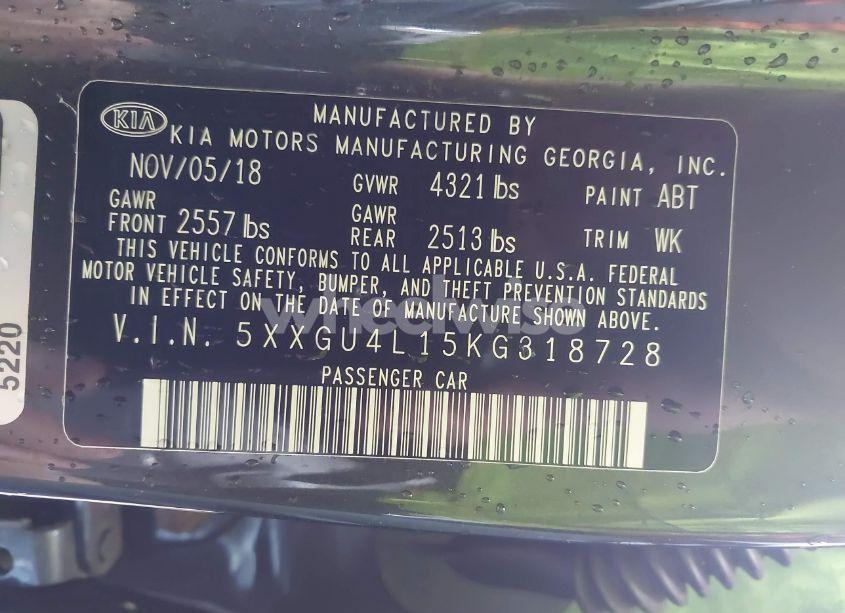 KIA
MANUFACTURED BY
KIA MOTORS MANUFACTURING GEORGIA, INC.
NOV/05/18 GVWR 4321 lbs PAINT ABT
GAWR FRONT 2557 lbs GAWR REAR 2513 lbs TRIM WK
THIS VEHICLE CONFORMS TO ALL APPLICABLE U.S.A. FEDERAL
MOTOR VEHICLE SAFETY, BUMPER, AND THEFT PREVENTION STANDARDS
IN EFFECT ON THE DATE OF MANUFACTURE SHOWN ABOVE.
V.I.N. 5XXGU4L15KG318728
PASSENGER CAR
5220
wheelwise